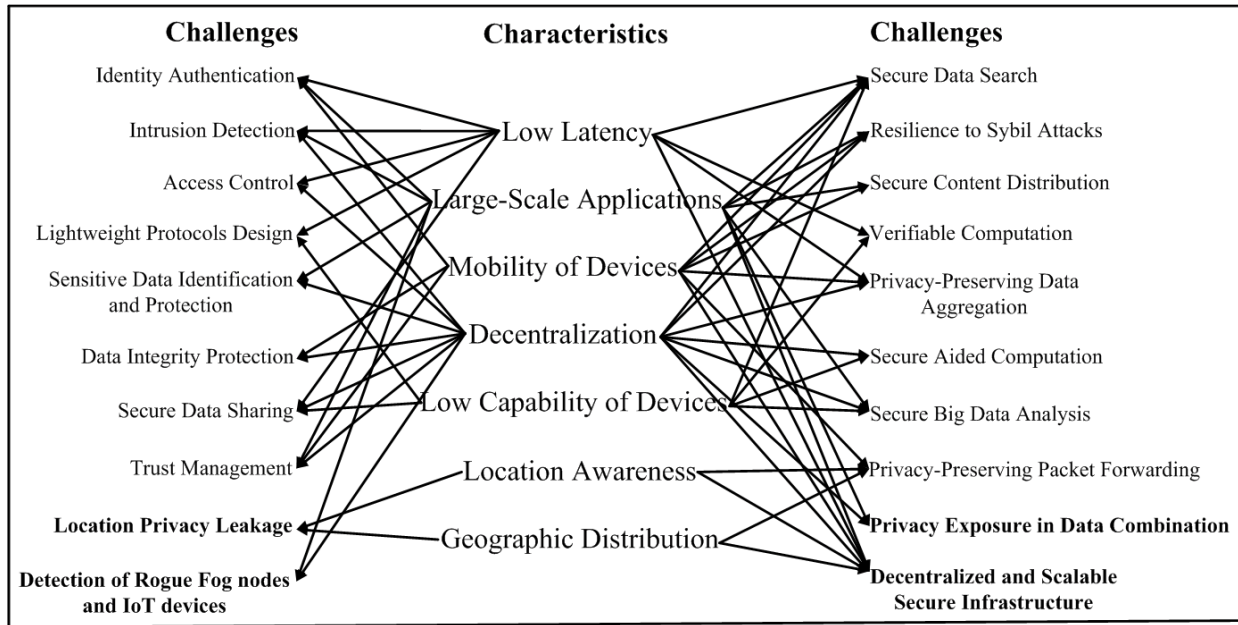 Challenges
Identity Authentication
Intrusion Detection
Access Control
Lightweight Protocols Design
Sensitive Data Identification
and Protection
Data Integrity Protection
Secure Data Sharing
Trust Management
Location Privacy Leakage
Detection of Rogue Fog nodes
and IoT devices
Characteristics
Low Latency
Large-Scale Applications
Mobility of Devices
Decentralization
Low Capability of Devices
Location Awareness
Geographic Distribution
Challenges
Secure Data Search
Resilience to Sybil Attacks
Secure Content Distribution
Verifiable Computation
Privacy-Preserving Data
Aggregation
Secure Aided Computation
Secure Big Data Analysis
Privacy-Preserving Packet Forwarding
Privacy Exposure in Data Combination
Decentralized and Scalable
Secure Infrastructure